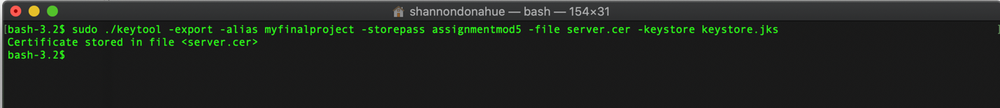 shannondonahue — bash — 154×31
[bash-3.2$ sudo ./keytool -export -alias myfinalproject -storepass assignmentmod5 -file server.cer -keystore keystore.jks ]
Certificate stored in file <server.cer>
bash-3.2$